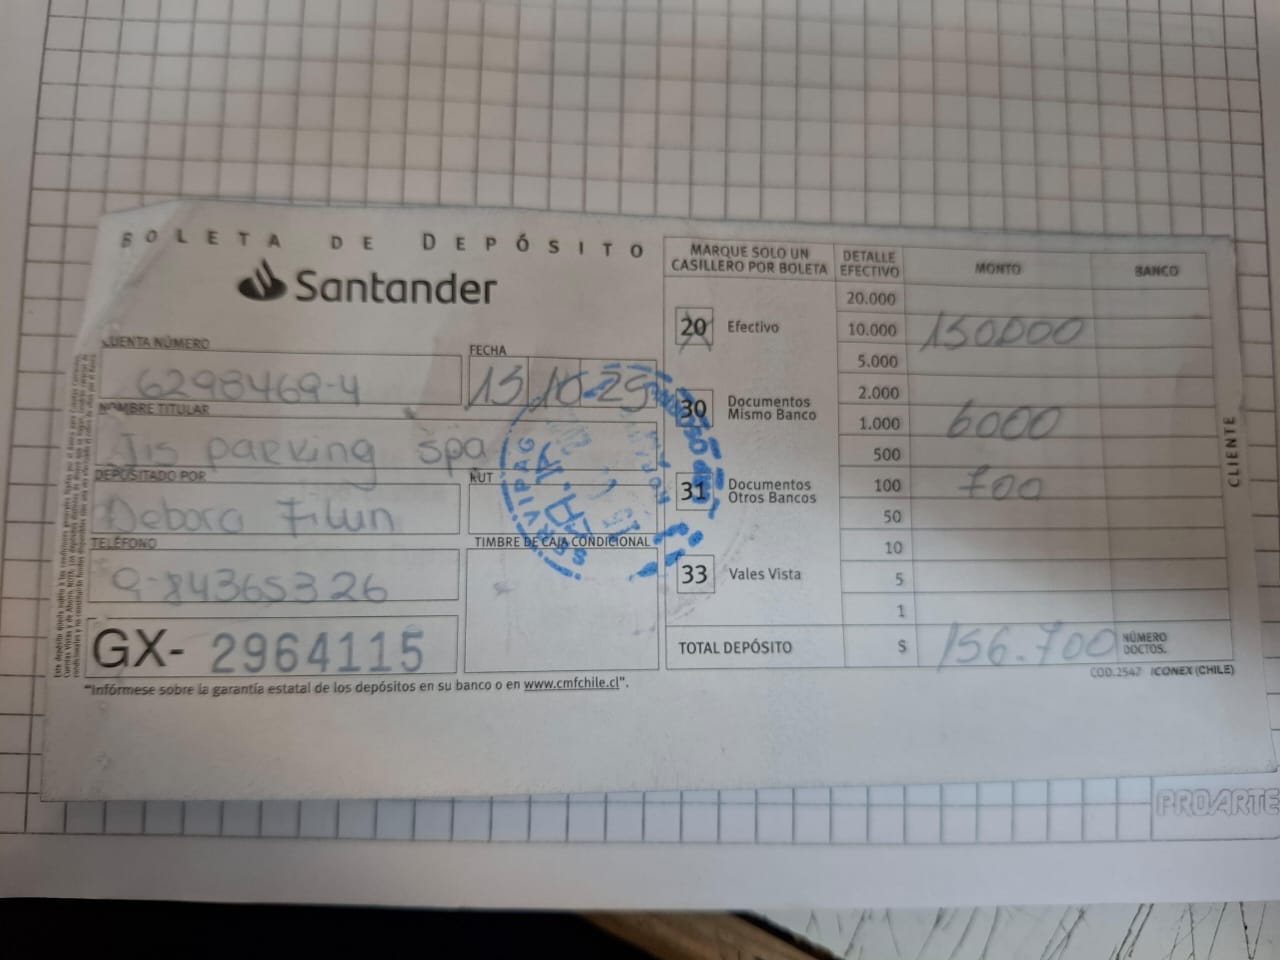 BOLETA DE DEPÓSITO
Santander
CUENTA NÚMERO
6298469-4
FECHA
13.10.25
NOMBRE TITULAR
Jis parking spa
DEPOSITADO POR
Debora Filun
RUT
TELÉFONO
9-84365326
TIMBRE DE CAJA CONDICIONAL
GX- 2964115
"Infórmese sobre la garantía estatal de los depósitos en su banco o en www.cmfchile.cl".
MARQUE SOLO UN
CASILLERO POR BOLETA
20 Efectivo
30 Documentos
Mismo Banco
31 Documentos
Otros Bancos
33 Vales Vista
DETALLE
EFECTIVO
MONTO
BANCO
20.000
10.000 150000
5.000
2.000
1.000 6000
500
100 700
50
10
5
1
TOTAL DEPÓSITO $ 156.700
NÚMERO
DOCTOS.
COD.2547 ICONEX (CHILE)
CLIENTE
SERVIPAG
PROARTE